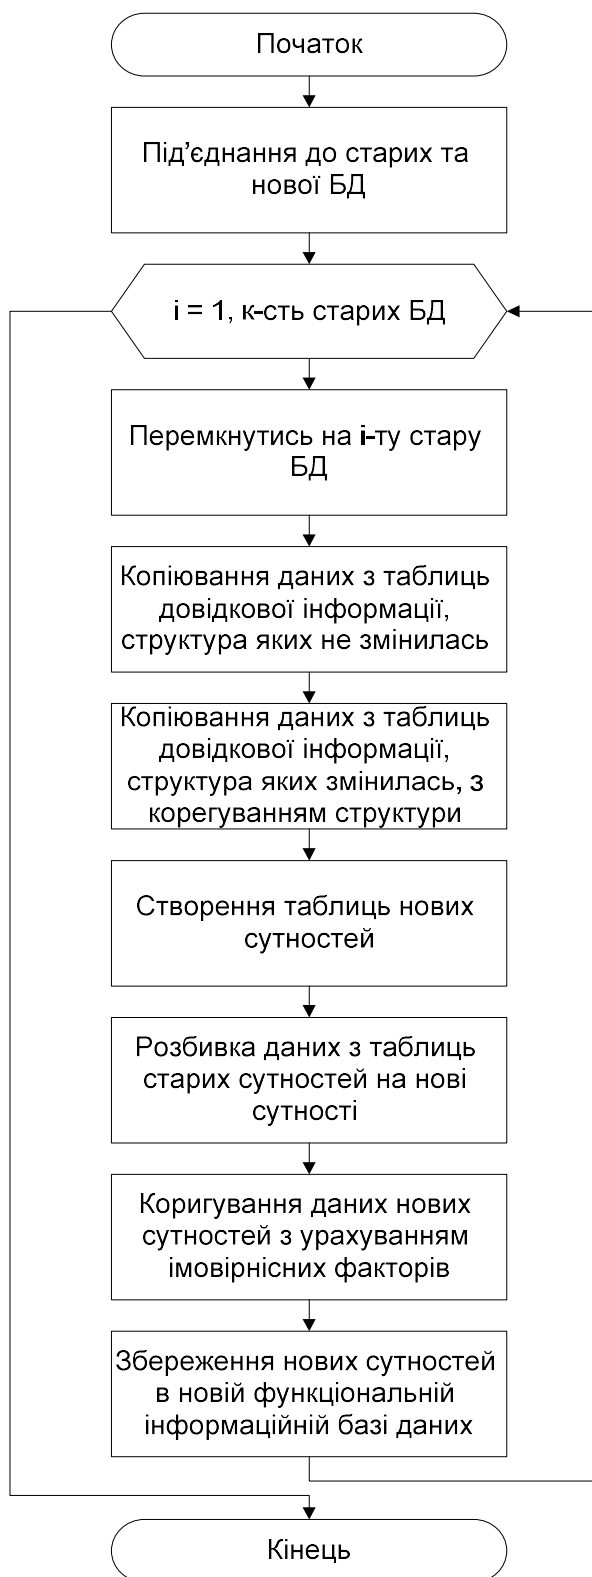 Початок
Під’єднання до старих та
нової БД
i = 1, к-сть старих БД
Перемкнутись на i-ту стару
БД
Копіювання даних з таблиць
довідкової інформації,
структура яких не змінилась
Копіювання даних з таблиць
довідкової інформації,
структура яких змінилась, з
корегуванням структури
Створення таблиць нових
сутностей
Розбивка даних з таблиць
старих сутностей на нові
сутності
Коригування даних нових
сутностей з урахуванням
імовірнісних факторів
Збереження нових сутностей
в новій функціональній
інформаційній базі даних
Кінець